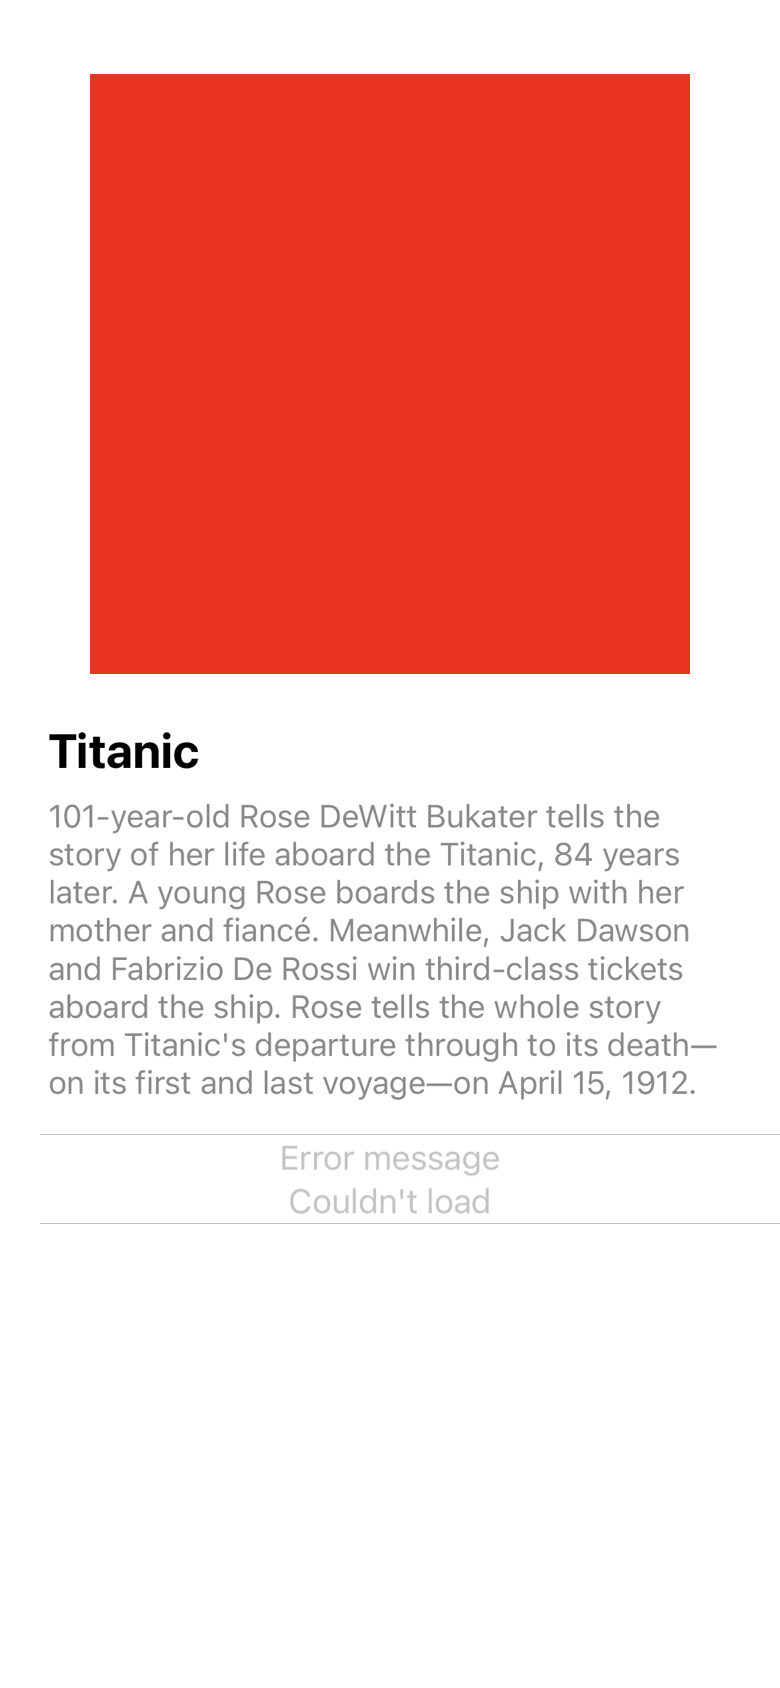 Titanic
101-year-old Rose DeWitt Bukater tells the
story of her life aboard the Titanic, 84 years
later. A young Rose boards the ship with her
mother and fiancé. Meanwhile, Jack Dawson
and Fabrizio De Rossi win third-class tickets
aboard the ship. Rose tells the whole story
from Titanic's departure through to its death—
on its first and last voyage—on April 15, 1912.
Error message
Couldn't load